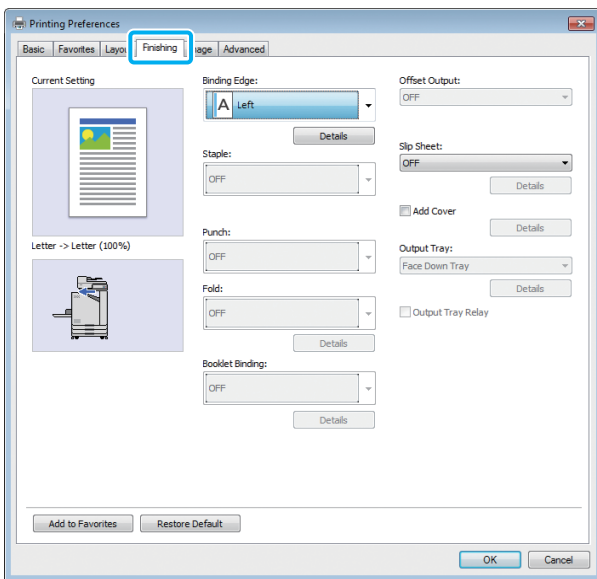 Printing Preferences
Basic Favorites Layou Finishing nage Advanced
Current Setting
Letter -> Letter (100%)
Binding Edge:
A Left
Details
Staple:
OFF
Punch:
OFF
Fold:
OFF
Details
Booklet Binding:
OFF
Details
Offset Output:
OFF
Slip Sheet:
OFF
Details
Add Cover
Details
Output Tray:
Face Down Tray
Details
Output Tray Relay
Add to Favorites Restore Default
OK Cancel